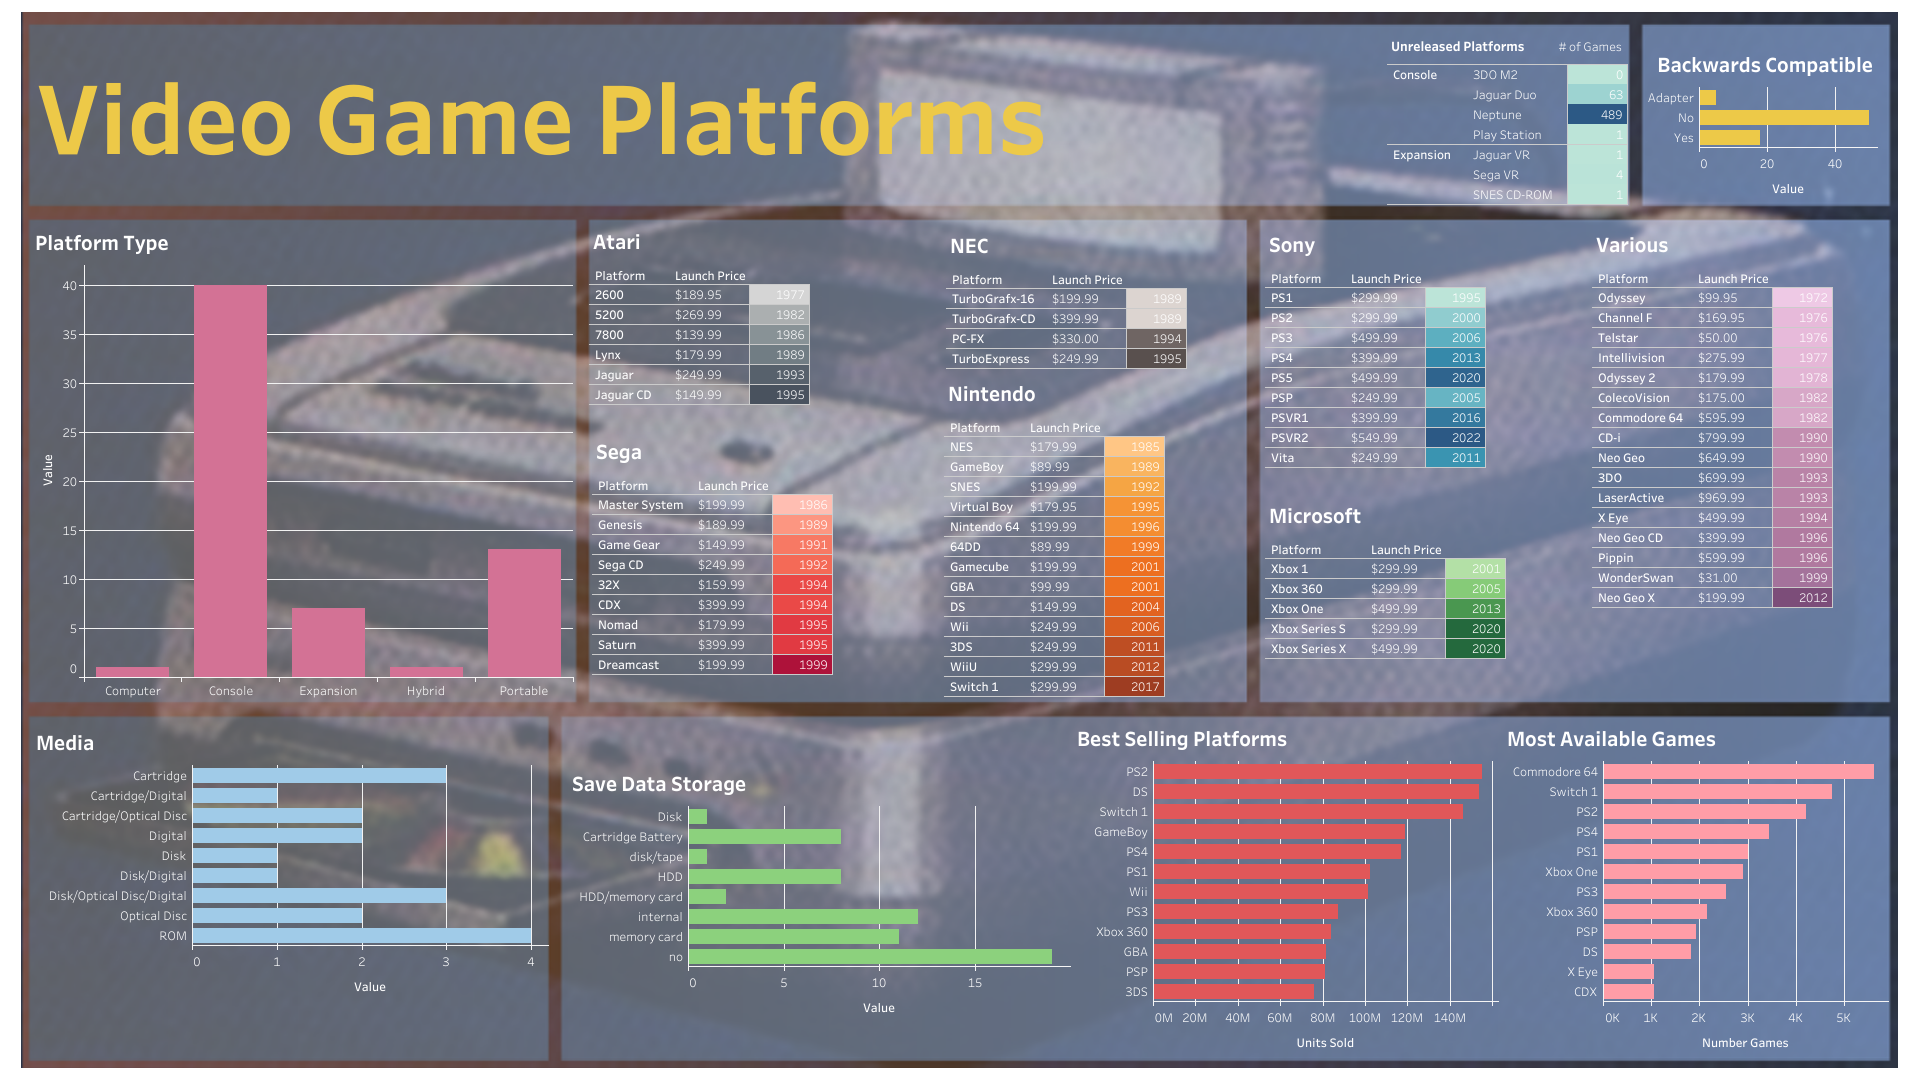 Video Game Platforms
Unreleased Platforms # of Games
Console 3DO M2 0
Jaguar Duo 63
Neptune 489
Play Station 1
Expansion Jaguar VR 1
Sega VR 4
SNES CD-ROM 1
Backwards Compatible
Adapter
No
Yes
0 20 40
Value
Platform Type
40
35
30
25
20
15
10
5
0
Value
Computer Console Expansion Hybrid Portable
Atari
Platform Launch Price
2600 $189.95 1977
5200 $269.99 1982
7800 $139.99 1986
Lynx $179.99 1989
Jaguar $249.99 1993
Jaguar CD $149.99 1995
Sega
Platform Launch Price
Master System $199.99 1986
Genesis $189.99 1989
Game Gear $149.99 1991
Sega CD $249.99 1992
32X $159.99 1994
CDX $399.99 1994
Nomad $179.99 1995
Saturn $399.99 1995
Dreamcast $199.99 1999
NEC
Platform Launch Price
TurboGrafx-16 $199.99 1989
TurboGrafx-CD $399.99 1989
PC-FX $330.00 1994
TurboExpress $249.99 1995
Nintendo
Platform Launch Price
NES $179.99 1985
GameBoy $89.99 1989
SNES $199.99 1992
Virtual Boy $179.95 1995
Nintendo 64 $199.99 1996
64DD $89.99 1999
Gamecube $199.99 2001
GBA $99.99 2001
DS $149.99 2004
Wii $249.99 2006
3DS $249.99 2011
WiiU $299.99 2012
Switch 1 $299.99 2017
Sony
Platform Launch Price
PS1 $299.99 1995
PS2 $299.99 2000
PS3 $499.99 2006
PS4 $399.99 2013
PS5 $499.99 2020
PSP $249.99 2005
PSVR1 $399.99 2016
PSVR2 $549.99 2022
Vita $249.99 2011
Microsoft
Platform Launch Price
Xbox 1 $299.99 2001
Xbox 360 $299.99 2005
Xbox One $499.99 2013
Xbox Series S $299.99 2020
Xbox Series X $499.99 2020
Various
Platform Launch Price
Odyssey $99.95 1972
Channel F $169.95 1976
Telstar $50.00 1976
Intellivision $275.99 1977
Odyssey 2 $179.99 1978
ColecoVision $175.00 1982
Commodore 64 $595.99 1982
CD-i $799.99 1990
Neo Geo $649.99 1990
3DO $699.99 1993
LaserActive $969.99 1993
X Eye $499.99 1994
Neo Geo CD $399.99 1996
Pippin $599.99 1996
WonderSwan $31.00 1999
Neo Geo X $199.99 2012
Media
Cartridge
Cartridge/Digital
Cartridge/Optical Disc
Digital
Disk
Disk/Digital
Disk/Optical Disc/Digital
Optical Disc
ROM
0 1 2 3 4
Value
Save Data Storage
Disk
Cartridge Battery
disk/tape
HDD
HDD/memory card
internal
memory card
no
0 5 10 15
Value
Best Selling Platforms
PS2
DS
Switch 1
GameBoy
PS4
PS1
Wii
PS3
Xbox 360
GBA
PSP
3DS
0M 20M 40M 60M 80M 100M 120M 140M
Units Sold
Most Available Games
Commodore 64
Switch 1
PS2
PS4
PS1
Xbox One
PS3
Xbox 360
PSP
DS
X Eye
CDX
0K 1K 2K 3K 4K 5K
Number Games